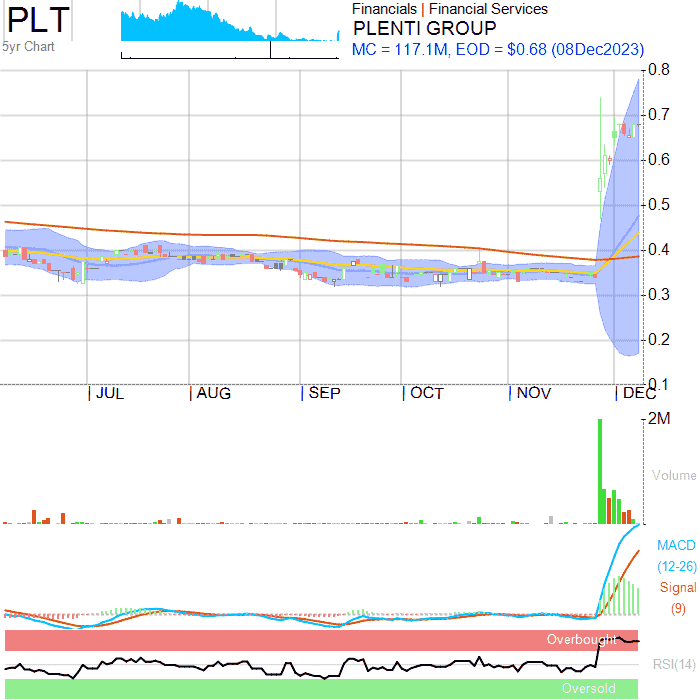 PLT
5yr Chart
Financials | Financial Services
PLENTI GROUP
MC = 117.1M, EOD = $0.68 (08Dec2023)
0.8
0.7
0.6
0.5
0.4
0.3
0.2
0.1
JUL
AUG
SEP
OCT
NOV
DEC
2M
Volume
MACD
(12-26)
Signal
(9)
Overbought
RSI(14)
Oversold